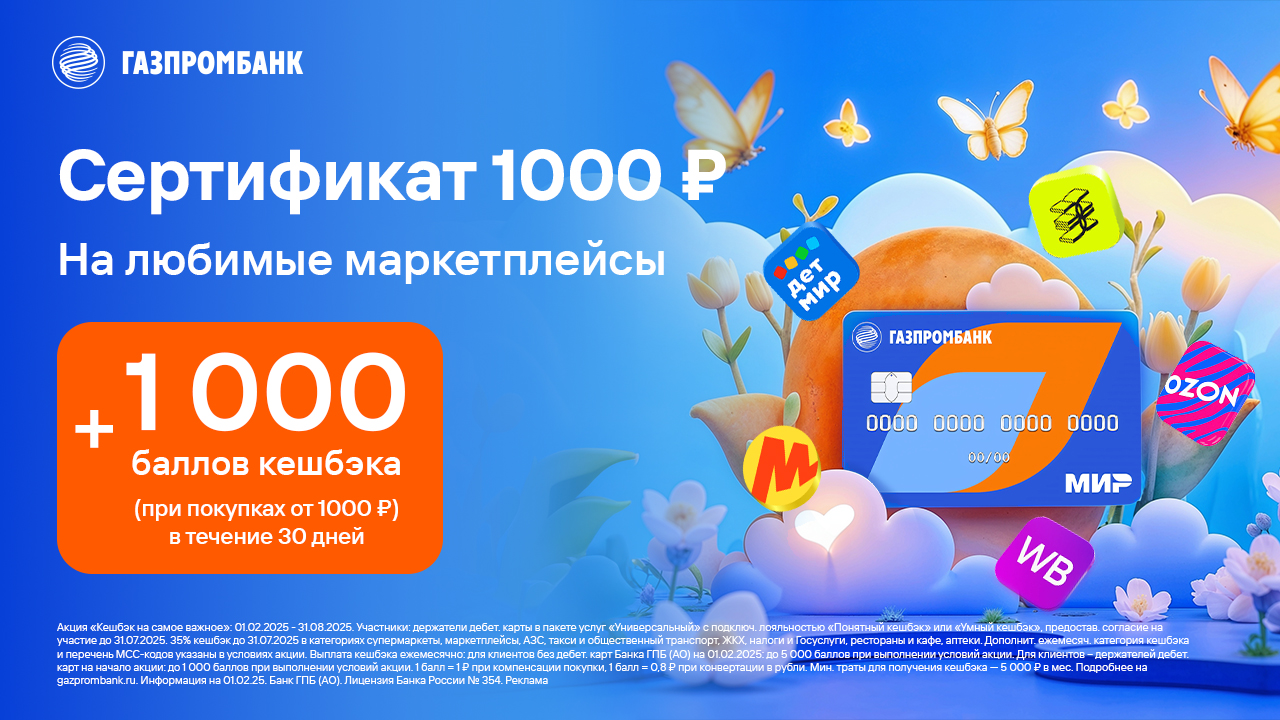 ГАЗПРОМБАНК
Сертификат 1000 ₽
На любимые маркетплейсы
+1 000
баллов кешбэка
(при покупках от 1000 ₽)
в течение 30 дней
дет
мир
ГАЗПРОМБАНК
0000 0000 0000 0000
00/00
МИР
OZON
М
WB
Акция «Кешбэк на самое важное»: 01.02.2025 - 31.08.2025. Участники: держатели дебет. карты в пакете услуг «Универсальный» с подключ. лояльностью «Понятный кешбэк» или «Умный кешбэк», предостав. согласие на
участие до 31.07.2025. 35% кешбэк до 31.07.2025 в категориях супермаркеты, маркетплейсы, АЗС, такси и общественный транспорт, ЖКХ, налоги и Госуслуги, рестораны и кафе, аптеки. Дополнит. ежемесяч. категория кешбэка
и перечень МСС-кодов указаны в условиях акции. Выплата кешбэка ежемесячно: для клиентов без дебет. карт Банка ГПБ (АО) на 01.02.2025: до 5 000 баллов при выполнении условий акции. Для клиентов – держателей дебет.
карт на начало акции: до 1 000 баллов при выполнении условий акции. 1 балл = 1 ₽ при компенсации покупки, 1 балл = 0,8 ₽ при конвертации в рубли. Мин. траты для получения кешбэка — 5 000 ₽ в мес. Подробнее на
gazprombank.ru. Информация на 01.02.25. Банк ГПБ (АО). Лицензия Банка России № 354. Реклама